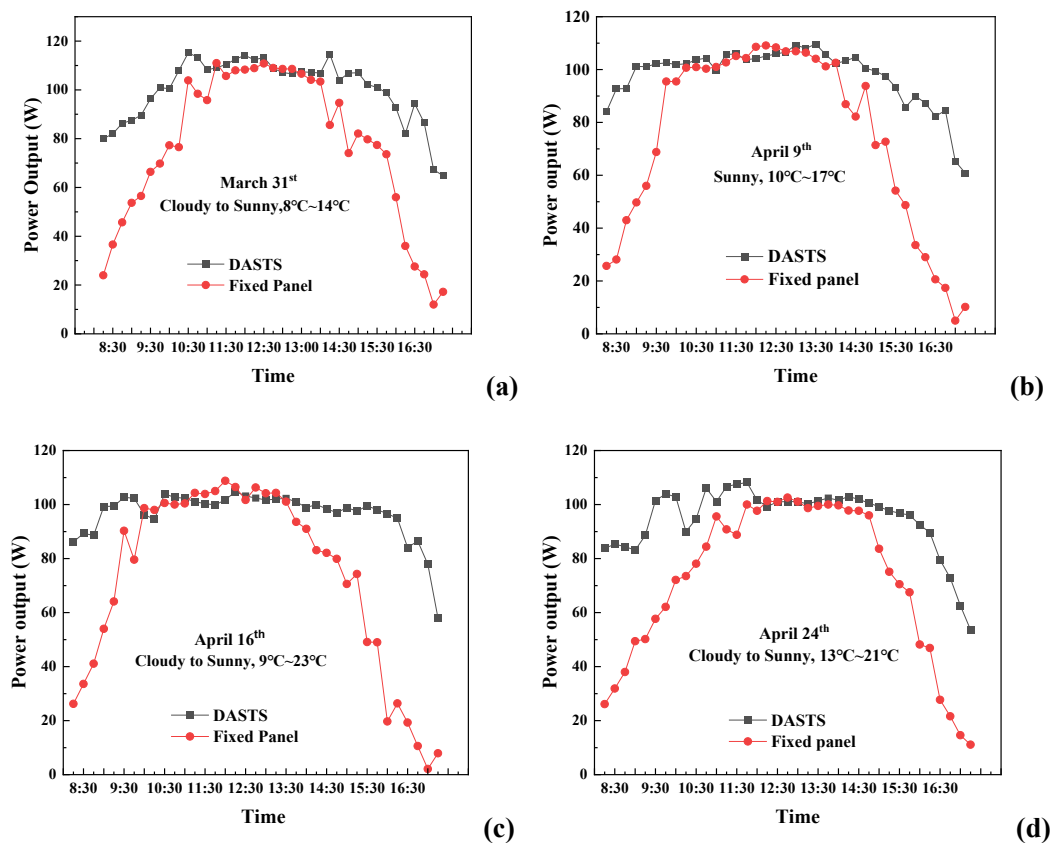 120
100
80
60
40
20
0
Power Output (W)
March 31st
Cloudy to Sunny,8℃~14℃
DASTS
Fixed Panel
8:30 9:30 10:30 11:30 12:30 13:00 14:30 15:30 16:30
Time
(a)
120
100
80
60
40
20
0
Power output (W)
April 9th
Sunny, 10℃~17℃
DASTS
Fixed panel
8:30 9:30 10:30 11:30 12:30 13:30 14:30 15:30 16:30
Time
(b)
120
100
80
60
40
20
0
Power output (W)
April 16th
Cloudy to Sunny, 9℃~23℃
DASTS
Fixed Panel
8:30 9:30 10:30 11:30 12:30 13:30 14:30 15:30 16:30
Time
(c)
120
100
80
60
40
20
0
Power output (W)
April 24th
Cloudy to Sunny, 13℃~21℃
DASTS
Fixed panel
8:30 9:30 10:30 11:30 12:30 13:30 14:30 15:30 16:30
Time
(d)